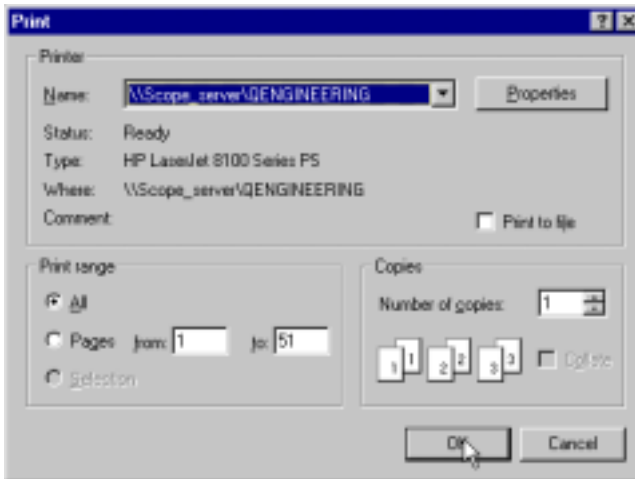 Print
Printer
Name: \\Scope_server\QENGINEERING Properties
Status: Ready
Type: HP LaserJet 8100 Series PS
Where: \\Scope_server\QENGINEERING
Comment: Print to file
Print range
All
Pages from: 1 to: 51
Selection
Copies
Number of copies: 1
1 1 2 2 3 3 Collate
OK Cancel